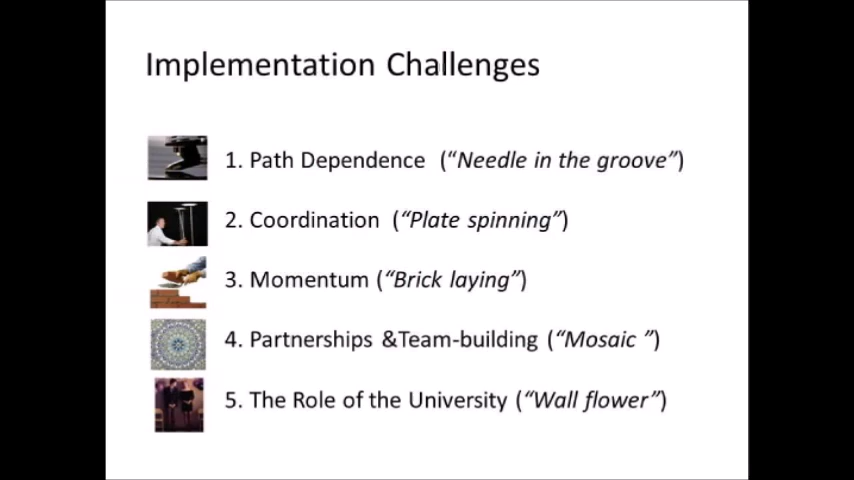 Implementation Challenges
1. Path Dependence (“Needle in the groove”)
2. Coordination (“Plate spinning”)
3. Momentum (“Brick laying”)
4. Partnerships &Team-building (“Mosaic ”)
5. The Role of the University (“Wall flower”)